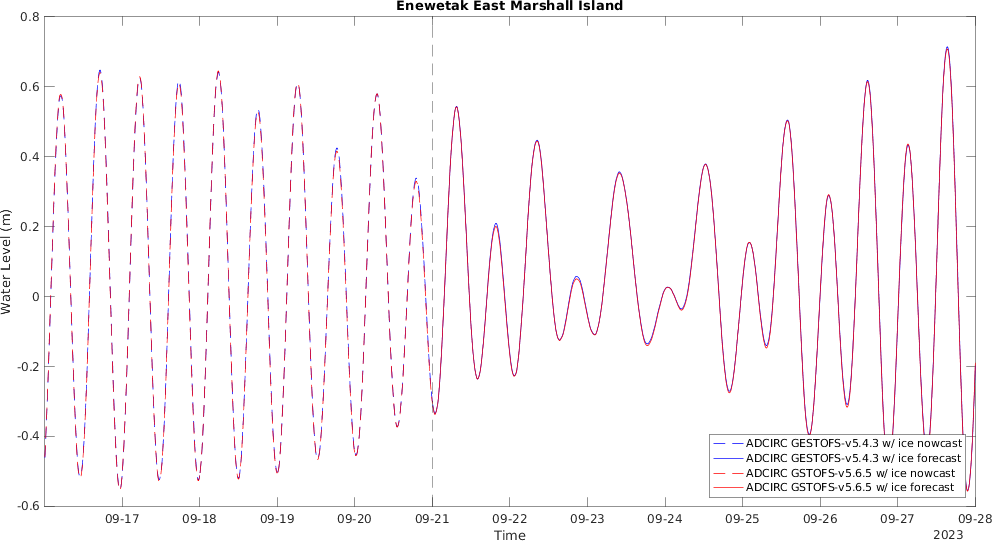 Enewetak East Marshall Island
0.8
0.6
0.4
0.2
0
-0.2
-0.4
-0.6
Water Level (m)
ADCIRC GESTOFS-v5.4.3 w/ ice nowcast
ADCIRC GESTOFS-v5.4.3 w/ ice forecast
ADCIRC GSTOFS-v5.6.5 w/ ice nowcast
ADCIRC GSTOFS-v5.6.5 w/ ice forecast
09-17 09-18 09-19 09-20 09-21 09-22 09-23 09-24 09-25 09-26 09-27 09-28
Time
2023